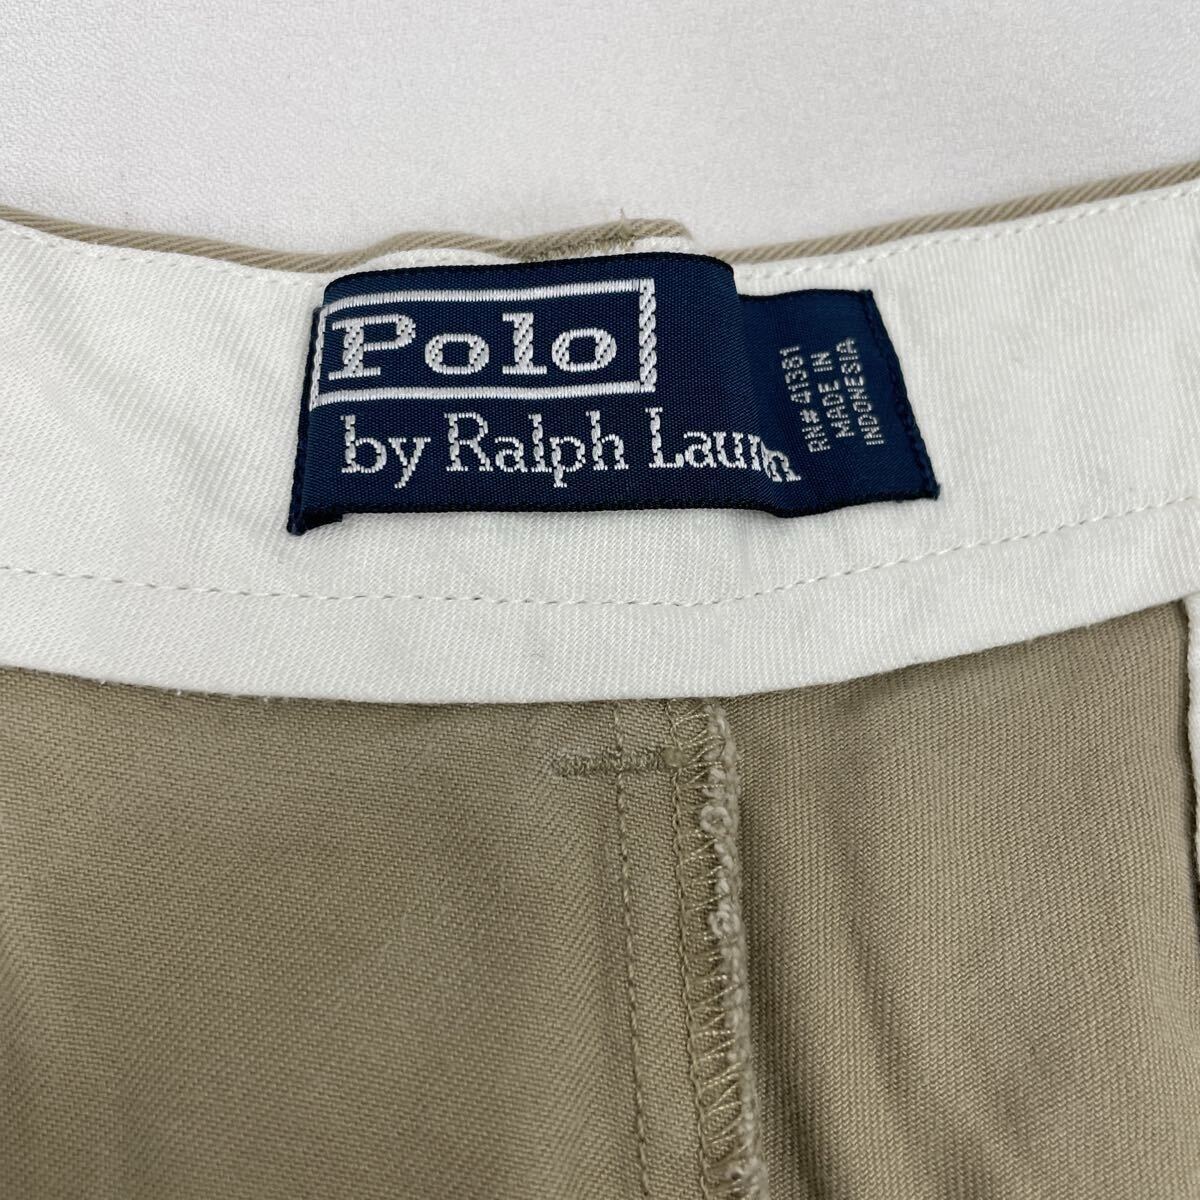 Polo
by Ralph Lauren
RN# 41381
MADE IN
INDONESIA